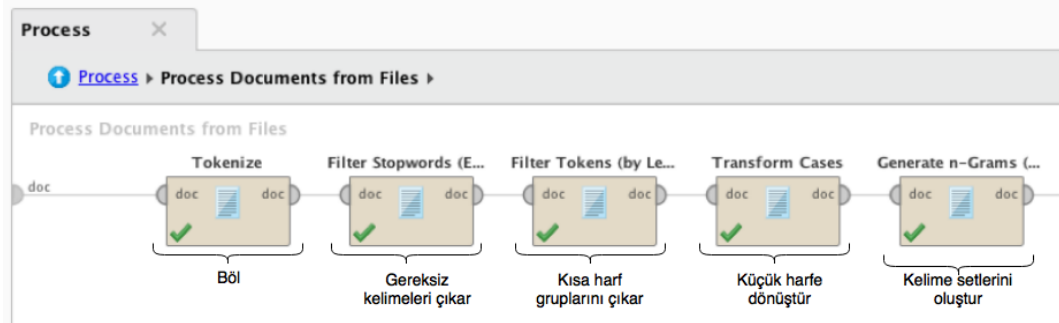 Process
Process Process Documents from Files
Process Documents from Files
Tokenize Filter Stopwords (E... Filter Tokens (by Le... Transform Cases Generate n-Grams (...
doc doc doc doc doc doc doc doc doc doc doc
Böl Gereksiz Kısa harf Küçük harfe Kelime setlerini
kelimeleri çıkar gruplarını çıkar dönüştür oluştur